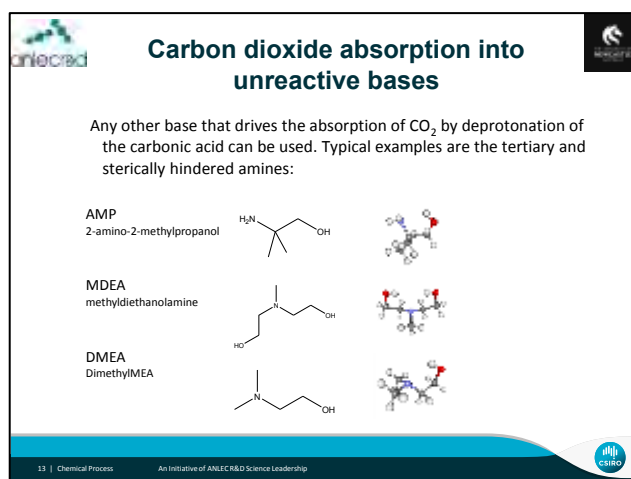 anlecr&d
Carbon dioxide absorption into
unreactive bases
Any other base that drives the absorption of CO₂ by deprotonation of
the carbonic acid can be used. Typical examples are the tertiary and
sterically hindered amines:
AMP
2-amino-2-methylpropanol
H₂N
OH
MDEA
methyldiethanolamine
N
OH
HO
DMEA
DimethylMEA
N
OH
13 | Chemical Process An Initiative of ANLEC R&D Science Leadership
CSIRO